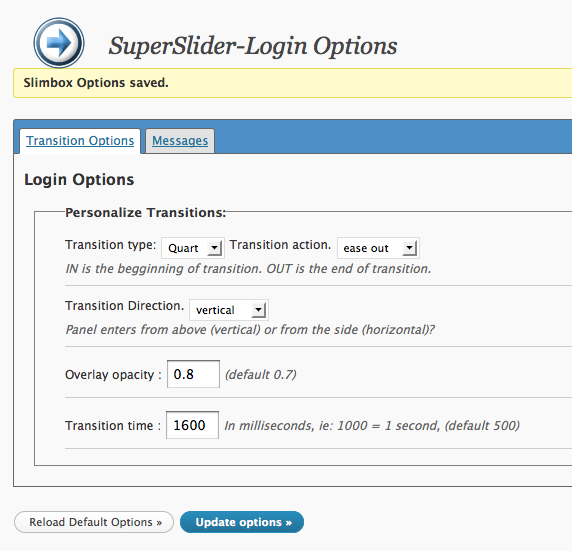 SuperSlider-Login Options
Slimbox Options saved.
Transition Options Messages
Login Options
Personalize Transitions:
Transition type: Quart Transition action. ease out
IN is the begginning of transition. OUT is the end of transition.
Transition Direction. vertical
Panel enters from above (vertical) or from the side (horizontal)?
Overlay opacity : 0.8 (default 0.7)
Transition time : 1600 In milliseconds, ie: 1000 = 1 second, (default 500)
Reload Default Options » Update options »